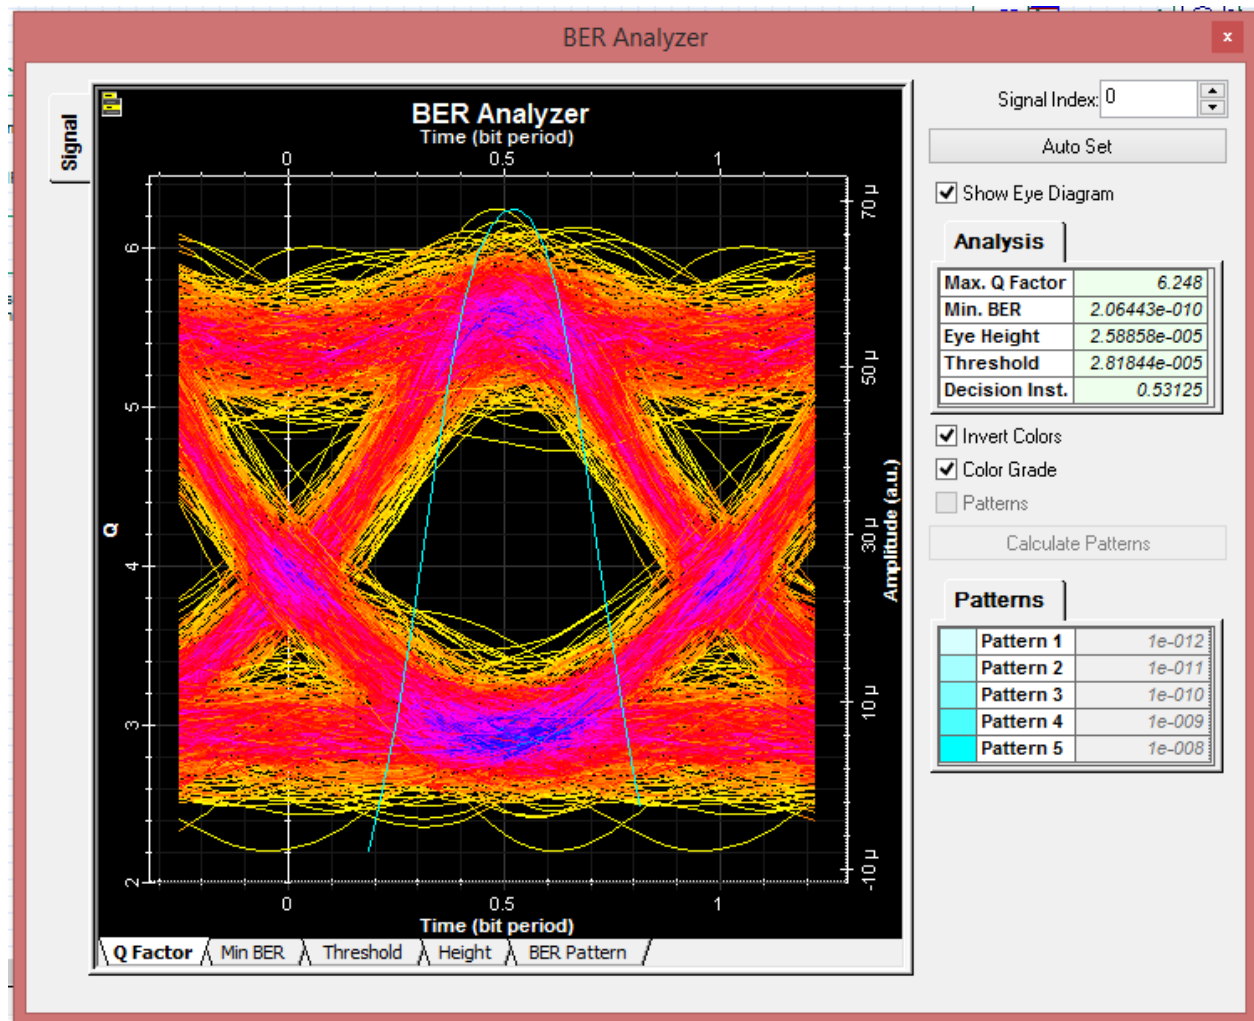 BER Analyzer
x
Signal
BER Analyzer
Time (bit period)
0 0.5 1
Q
6
5
4
3
2
70 µ
50 µ
30 µ
10 µ
-10 µ
Amplitude (a.u.)
0 0.5 1
Time (bit period)
Q Factor Min BER Threshold Height BER Pattern
Signal Index: 0
Auto Set
Show Eye Diagram
Analysis
Max. Q Factor 6.248
Min. BER 2.06443e-010
Eye Height 2.58858e-005
Threshold 2.81844e-005
Decision Inst. 0.53125
Invert Colors
Color Grade
Patterns
Calculate Patterns
Patterns
Pattern 1 1e-012
Pattern 2 1e-011
Pattern 3 1e-010
Pattern 4 1e-009
Pattern 5 1e-008